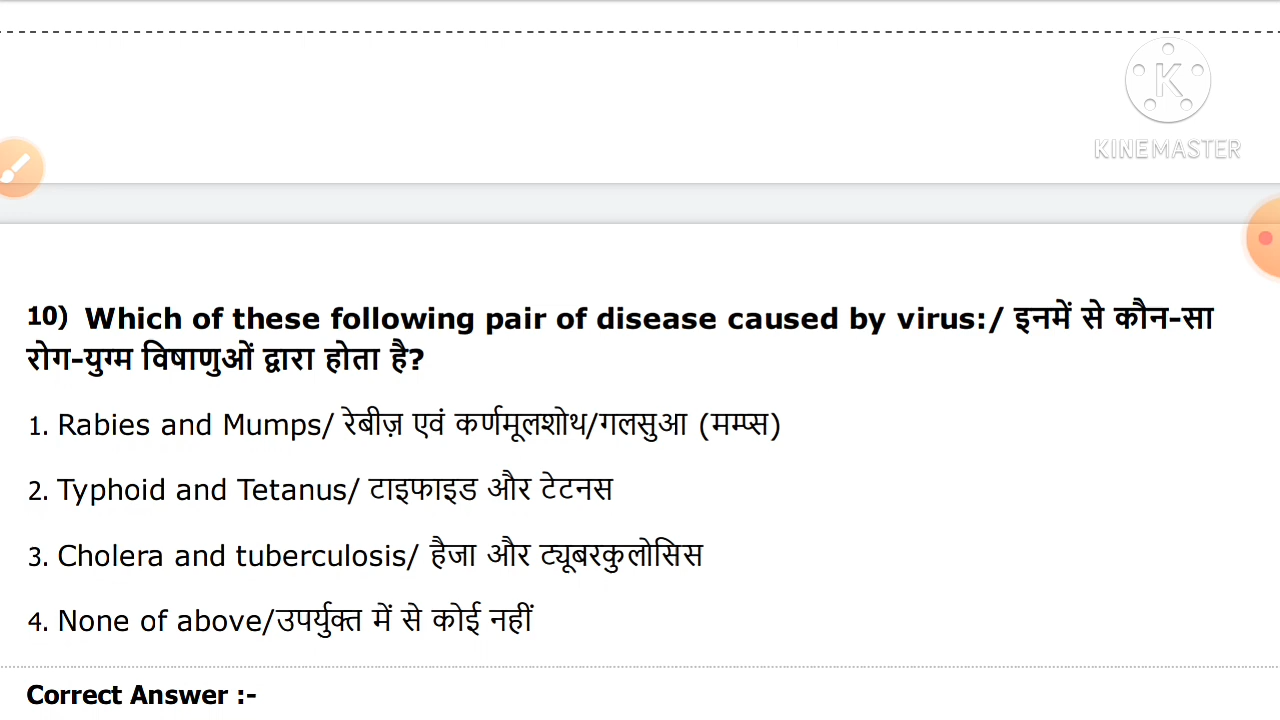 K
KINEMASTER
10) Which of these following pair of disease caused by virus:/ इनमें से कौन-सा
रोग-युग्म विषाणुओं द्वारा होता है?
1. Rabies and Mumps/ रेबीज़ एवं कर्णमूलशोथ/गलसुआ (मम्प्स)
2. Typhoid and Tetanus/ टाइफाइड और टेटनस
3. Cholera and tuberculosis/ हैजा और ट्यूबरकुलोसिस
4. None of above/उपर्युक्त में से कोई नहीं
Correct Answer :-